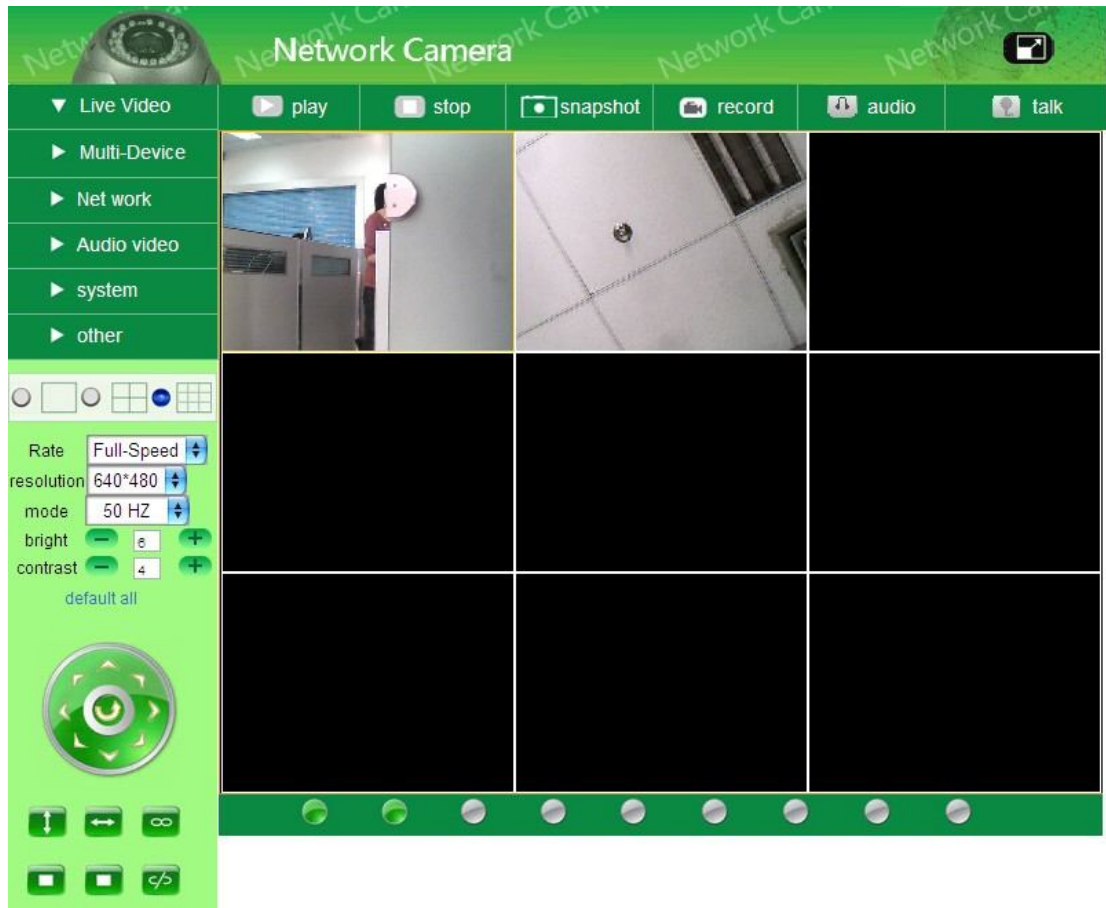 Network Camera
Live Video
play
stop
snapshot
record
audio
talk
Multi-Device
Net work
Audio video
system
other
Rate Full-Speed
resolution 640*480
mode 50 HZ
bright 6
contrast 4
default all